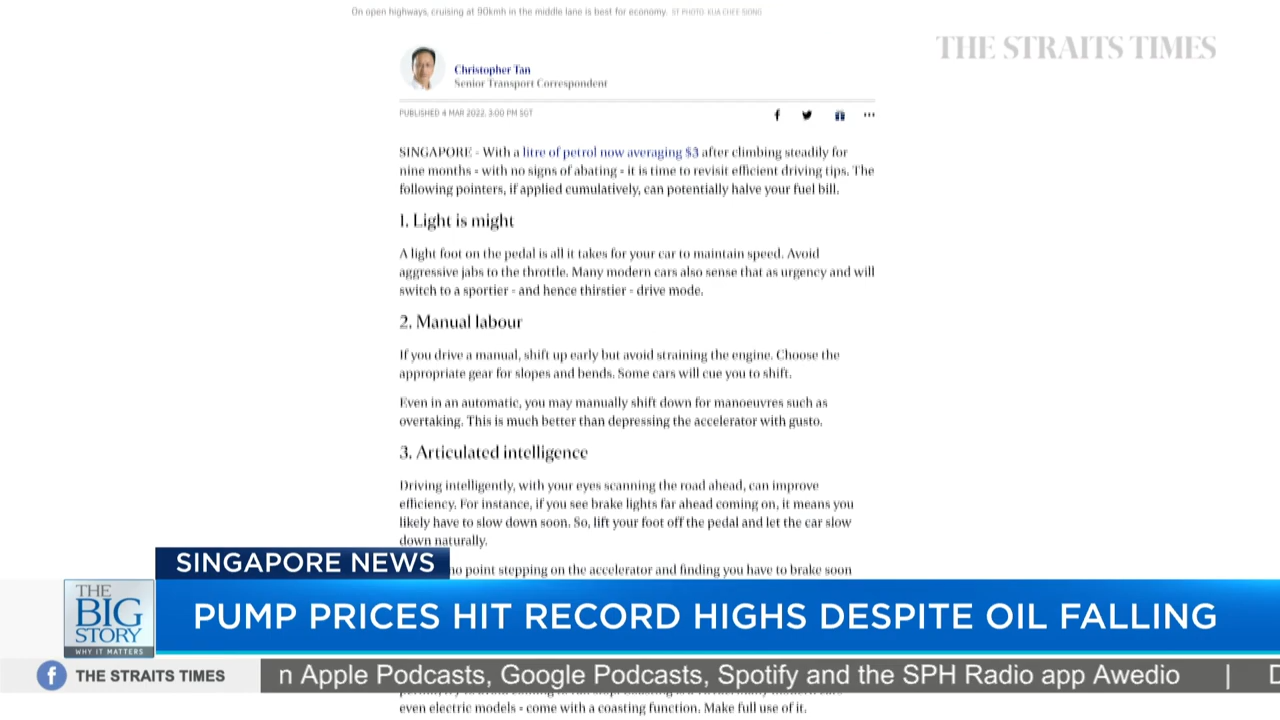 On open highways, cruising at 90kmh in the middle lane is best for economy. ST PHOTO: KUA CHEE SIONG
THE STRAITS TIMES
Christopher Tan
Senior Transport Correspondent
PUBLISHED 4 MAR 2022, 3:00 PM SGT
SINGAPORE - With a litre of petrol now averaging $3 after climbing steadily for
nine months - with no signs of abating - it is time to revisit efficient driving tips. The
following pointers, if applied cumulatively, can potentially halve your fuel bill.
1. Light is might
A light foot on the pedal is all it takes for your car to maintain speed. Avoid
aggressive jabs to the throttle. Many modern cars also sense that as urgency and will
switch to a sportier - and hence thirstier - drive mode.
2. Manual labour
If you drive a manual, shift up early but avoid straining the engine. Choose the
appropriate gear for slopes and bends. Some cars will cue you to shift.
Even in an automatic, you may manually shift down for manoeuvres such as
overtaking. This is much better than depressing the accelerator with gusto.
3. Articulated intelligence
Driving intelligently, with your eyes scanning the road ahead, can improve
efficiency. For instance, if you see brake lights far ahead coming on, it means you
likely have to slow down soon. So, lift your foot off the pedal and let the car slow
down naturally.
SINGAPORE NEWS
no point stepping on the accelerator and finding you have to brake soon
THE BIG STORY
WHY IT MATTERS
PUMP PRICES HIT RECORD HIGHS DESPITE OIL FALLING
THE STRAITS TIMES
n Apple Podcasts, Google Podcasts, Spotify and the SPH Radio app Awedio | D
even electric models - come with a coasting function. Make full use of it.